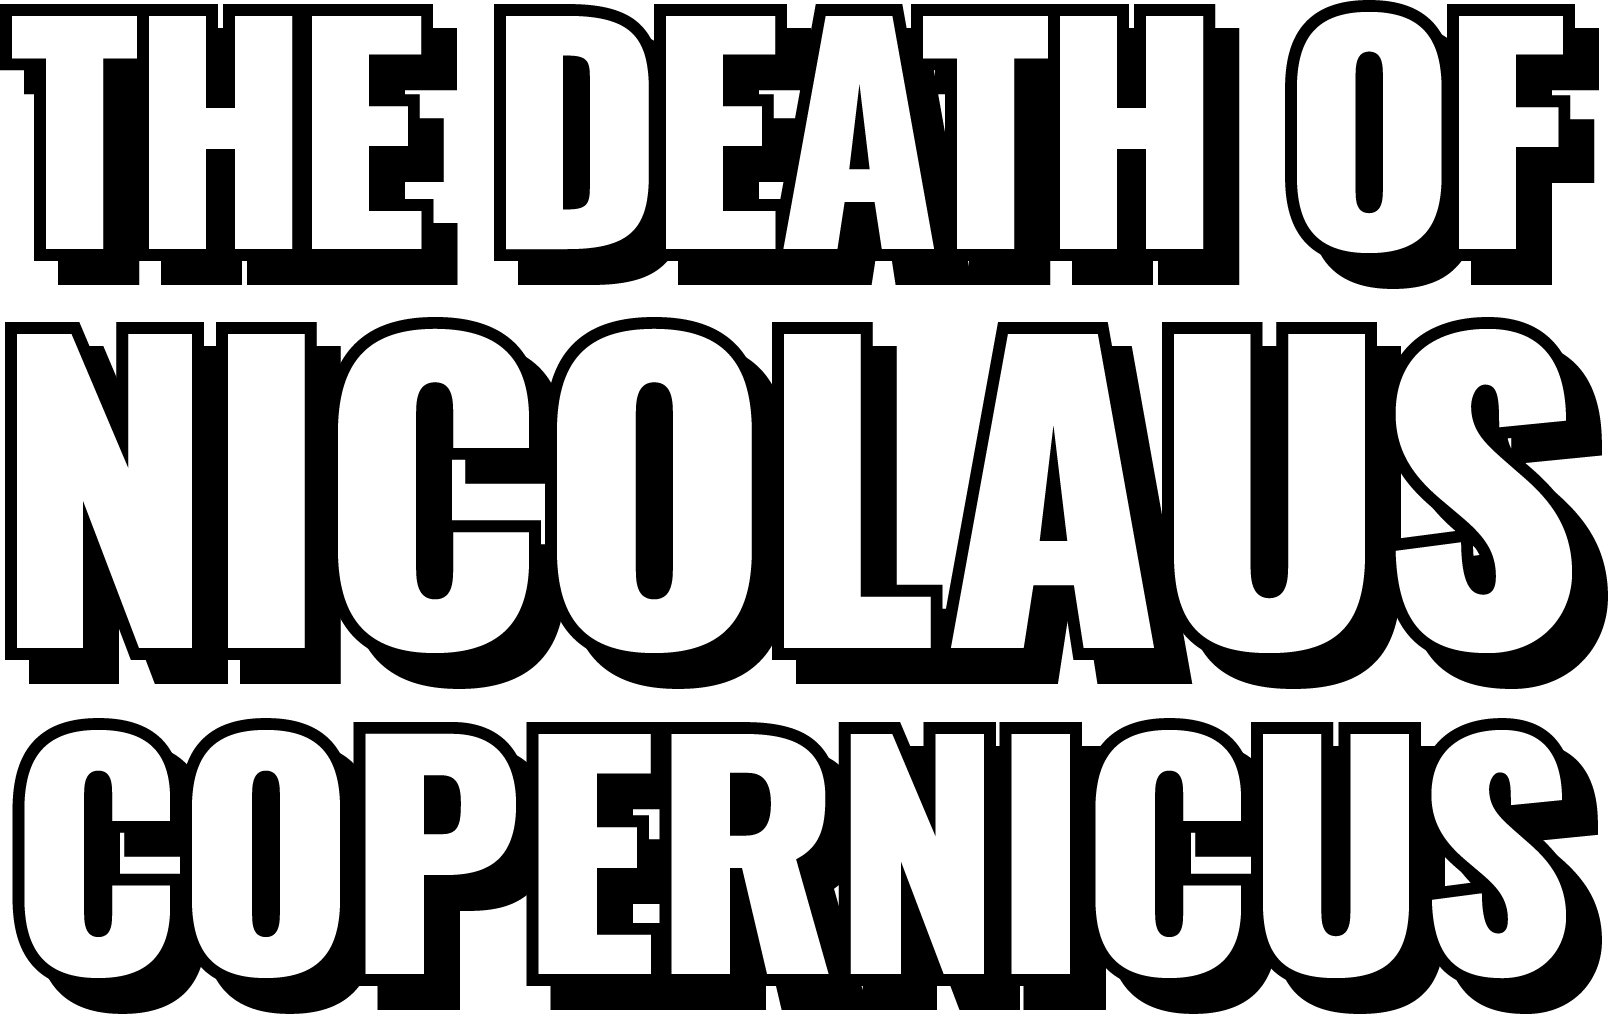 THE DEATH OF
NICOLAUS
COPERNICUS